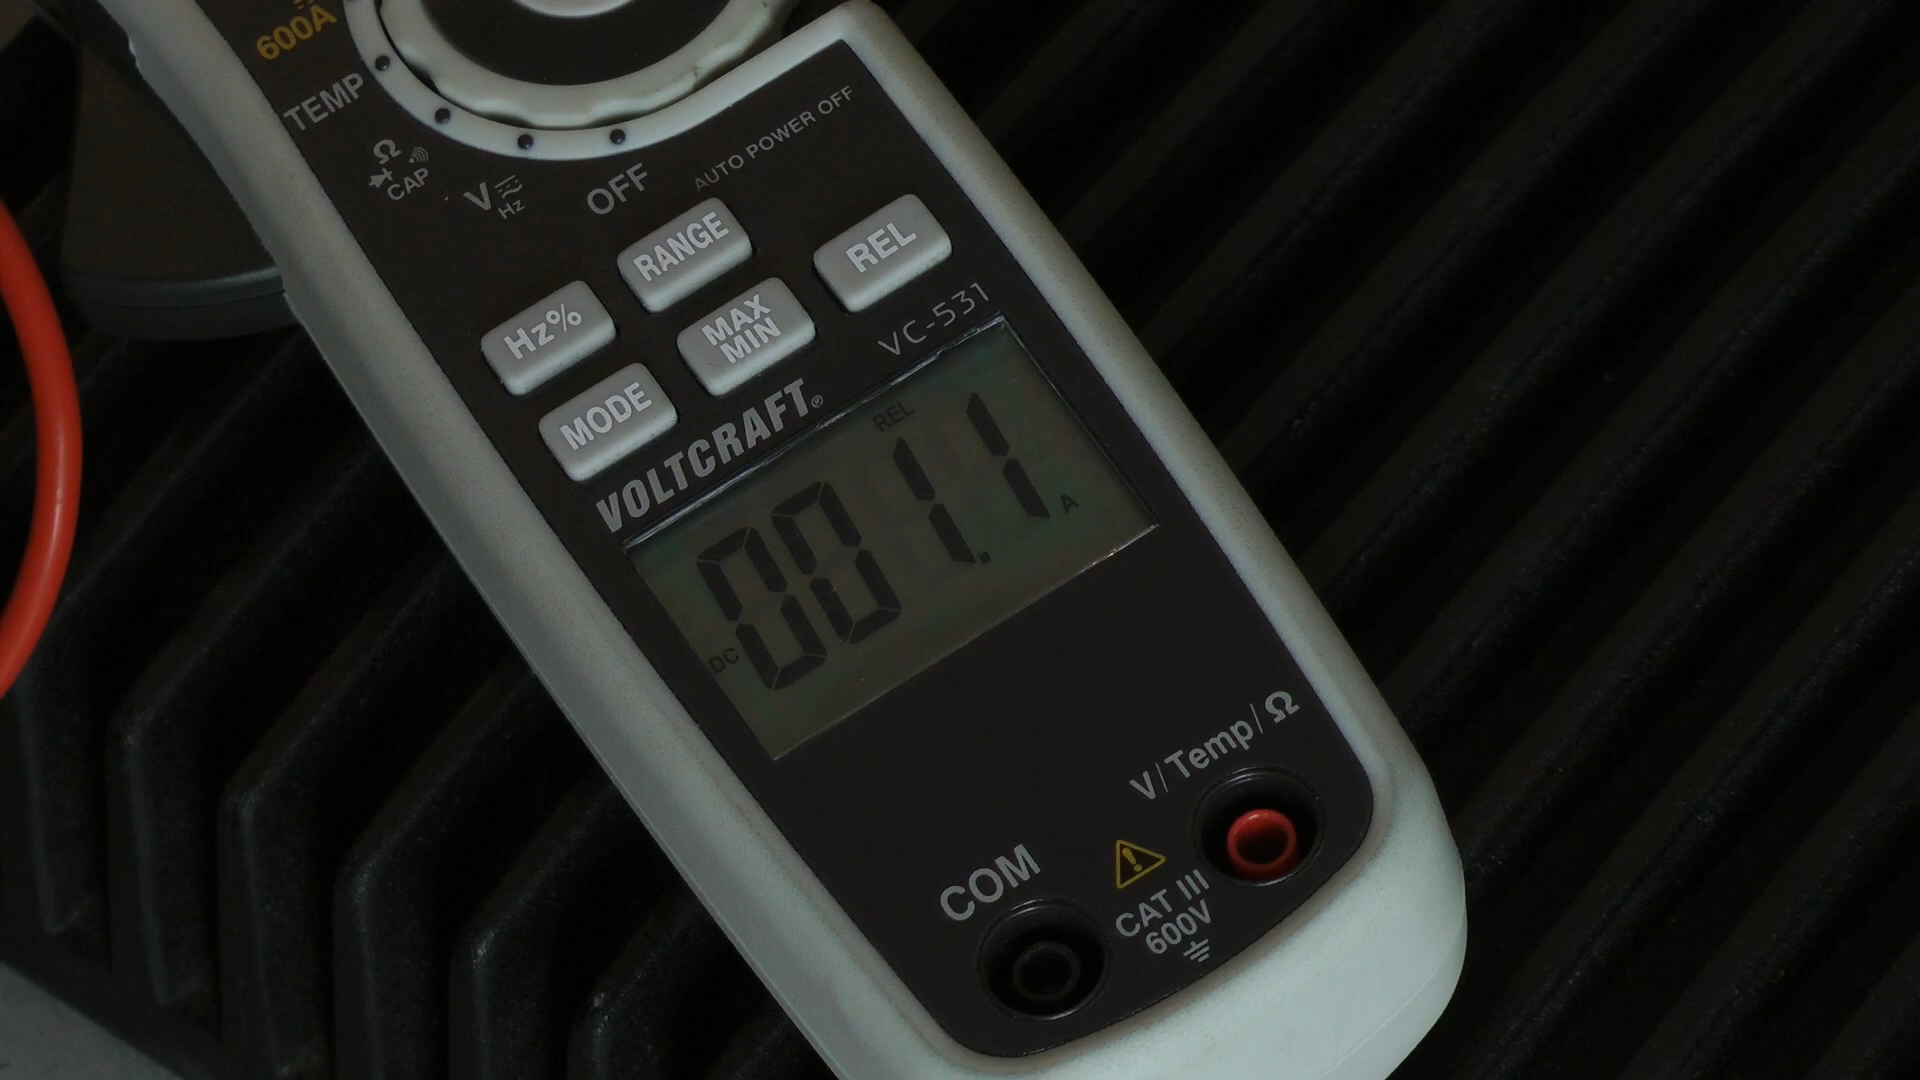 600A
TEMP
Ω
CAP
V Hz
OFF
AUTO POWER OFF
RANGE
REL
Hz%
MAX
MIN
MODE
VC-531
VOLTCRAFT®
REL
DC 001.1 A
V/Temp/Ω
COM
CAT III
600V